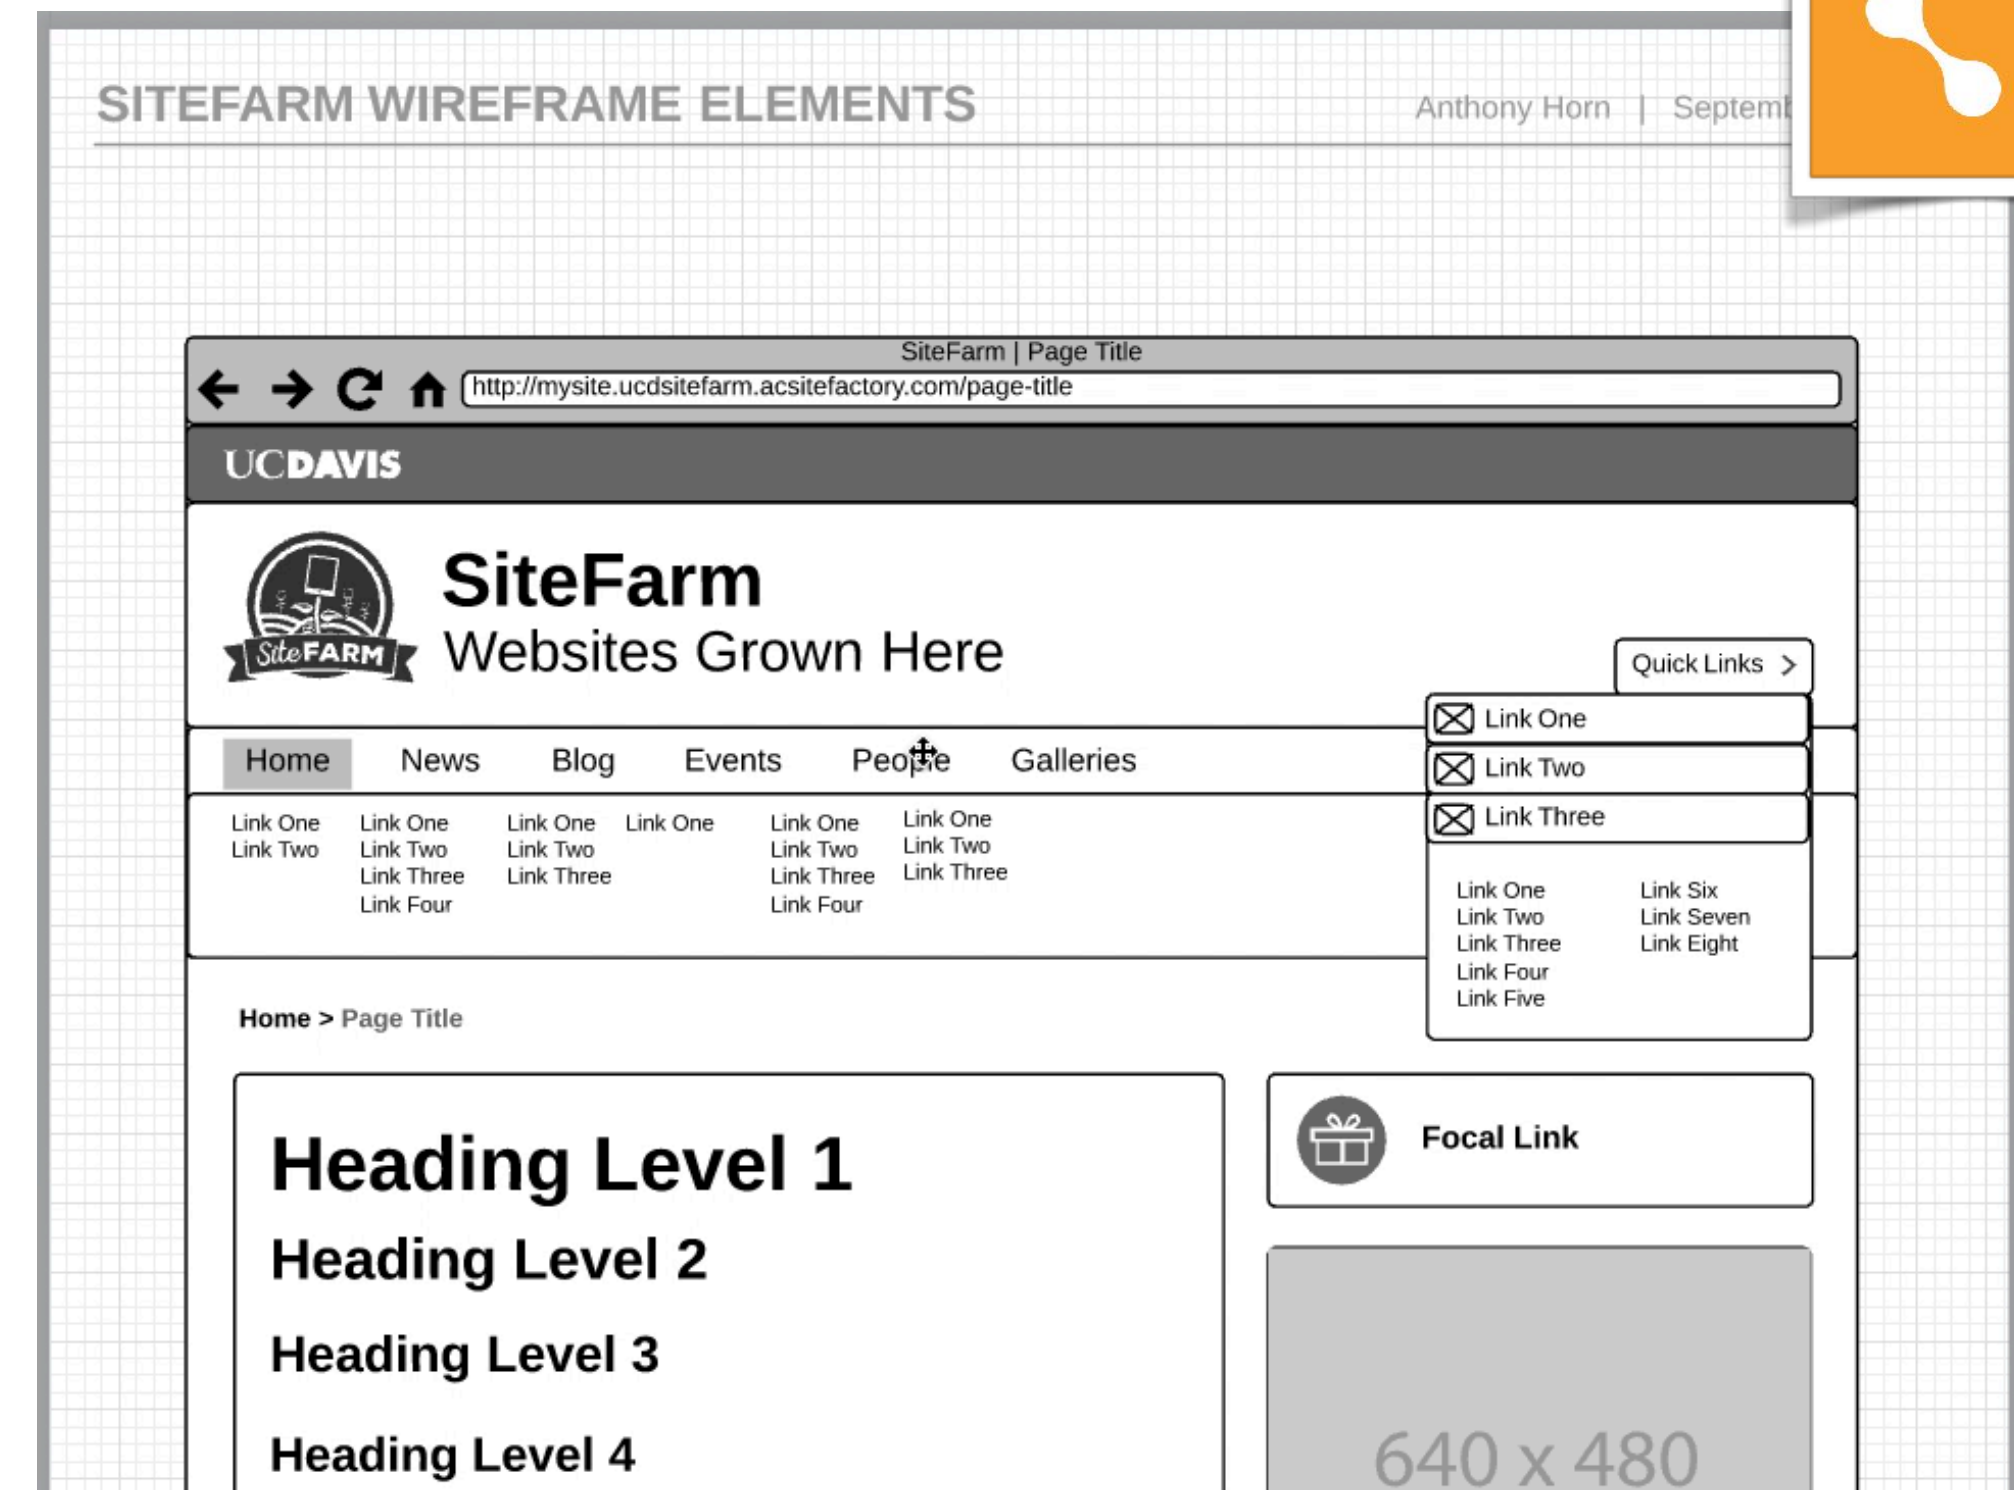 SITEFARM WIREFRAME ELEMENTS
Anthony Horn | Septemb
SiteFarm | Page Title
http://mysite.ucdsitefarm.acsitefactory.com/page-title
UCDAVIS
SiteFARM
SiteFarm
Websites Grown Here
Quick Links >
Link One
Link Two
Link Three
Link One
Link Two
Link Three
Link Four
Link Five
Link Six
Link Seven
Link Eight
Home News Blog Events People Galleries
Link One
Link Two
Link One
Link Two
Link Three
Link Four
Link One
Link Two
Link Three
Link One
Link One
Link Two
Link Three
Link Four
Link One
Link Two
Link Three
Home > Page Title
Heading Level 1
Heading Level 2
Heading Level 3
Heading Level 4
Focal Link
640 x 480